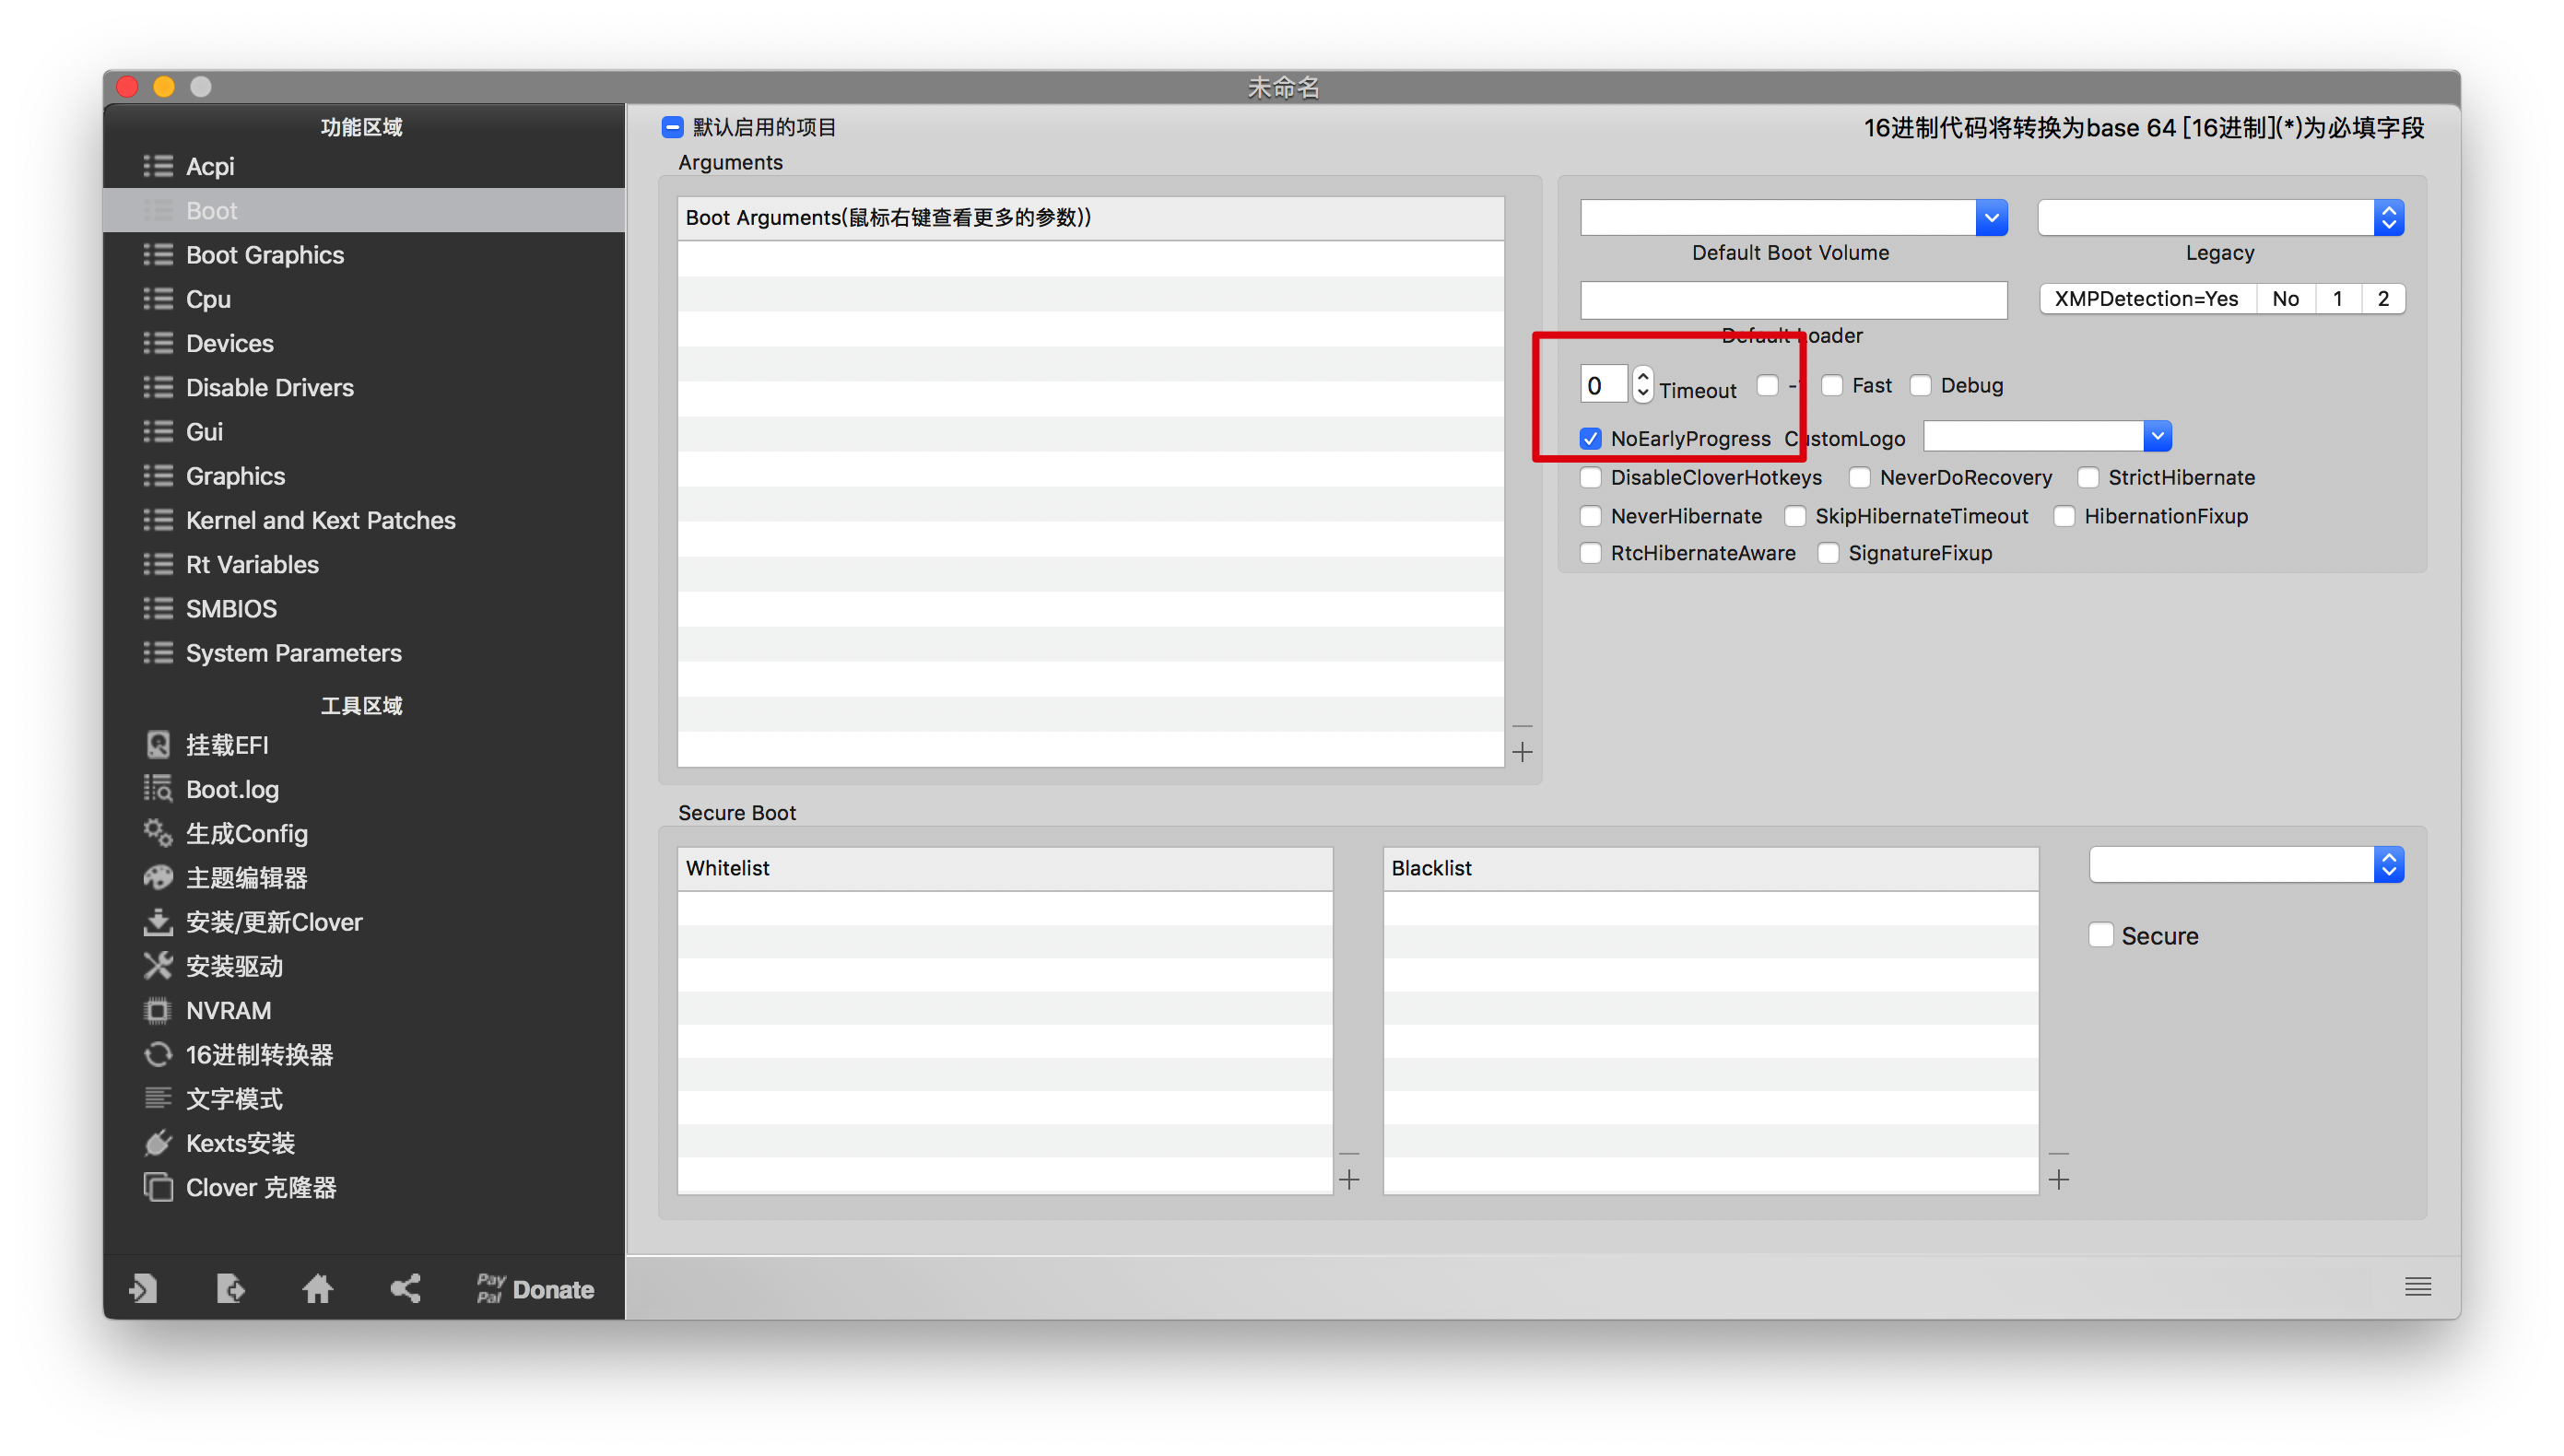 未命名
功能区域
Acpi
Boot
Boot Graphics
Cpu
Devices
Disable Drivers
Gui
Graphics
Kernel and Kext Patches
Rt Variables
SMBIOS
System Parameters
工具区域
挂载EFI
Boot.log
生成Config
主题编辑器
安装/更新Clover
安装驱动
NVRAM
16进制转换器
文字模式
Kexts安装
Clover 克隆器
Pay Pal Donate
默认启用的项目
16进制代码将转换为base 64 [16进制](*)为必填字段
Arguments
Boot Arguments(鼠标右键查看更多的参数))
Default Boot Volume
Legacy
XMPDetection=Yes No 1 2
Default Loader
0 Timeout Fast Debug
NoEarlyProgress CustomLogo
DisableCloverHotkeys NeverDoRecovery StrictHibernate
NeverHibernate SkipHibernateTimeout HibernationFixup
RtcHibernateAware SignatureFixup
Secure Boot
Whitelist
Blacklist
Secure